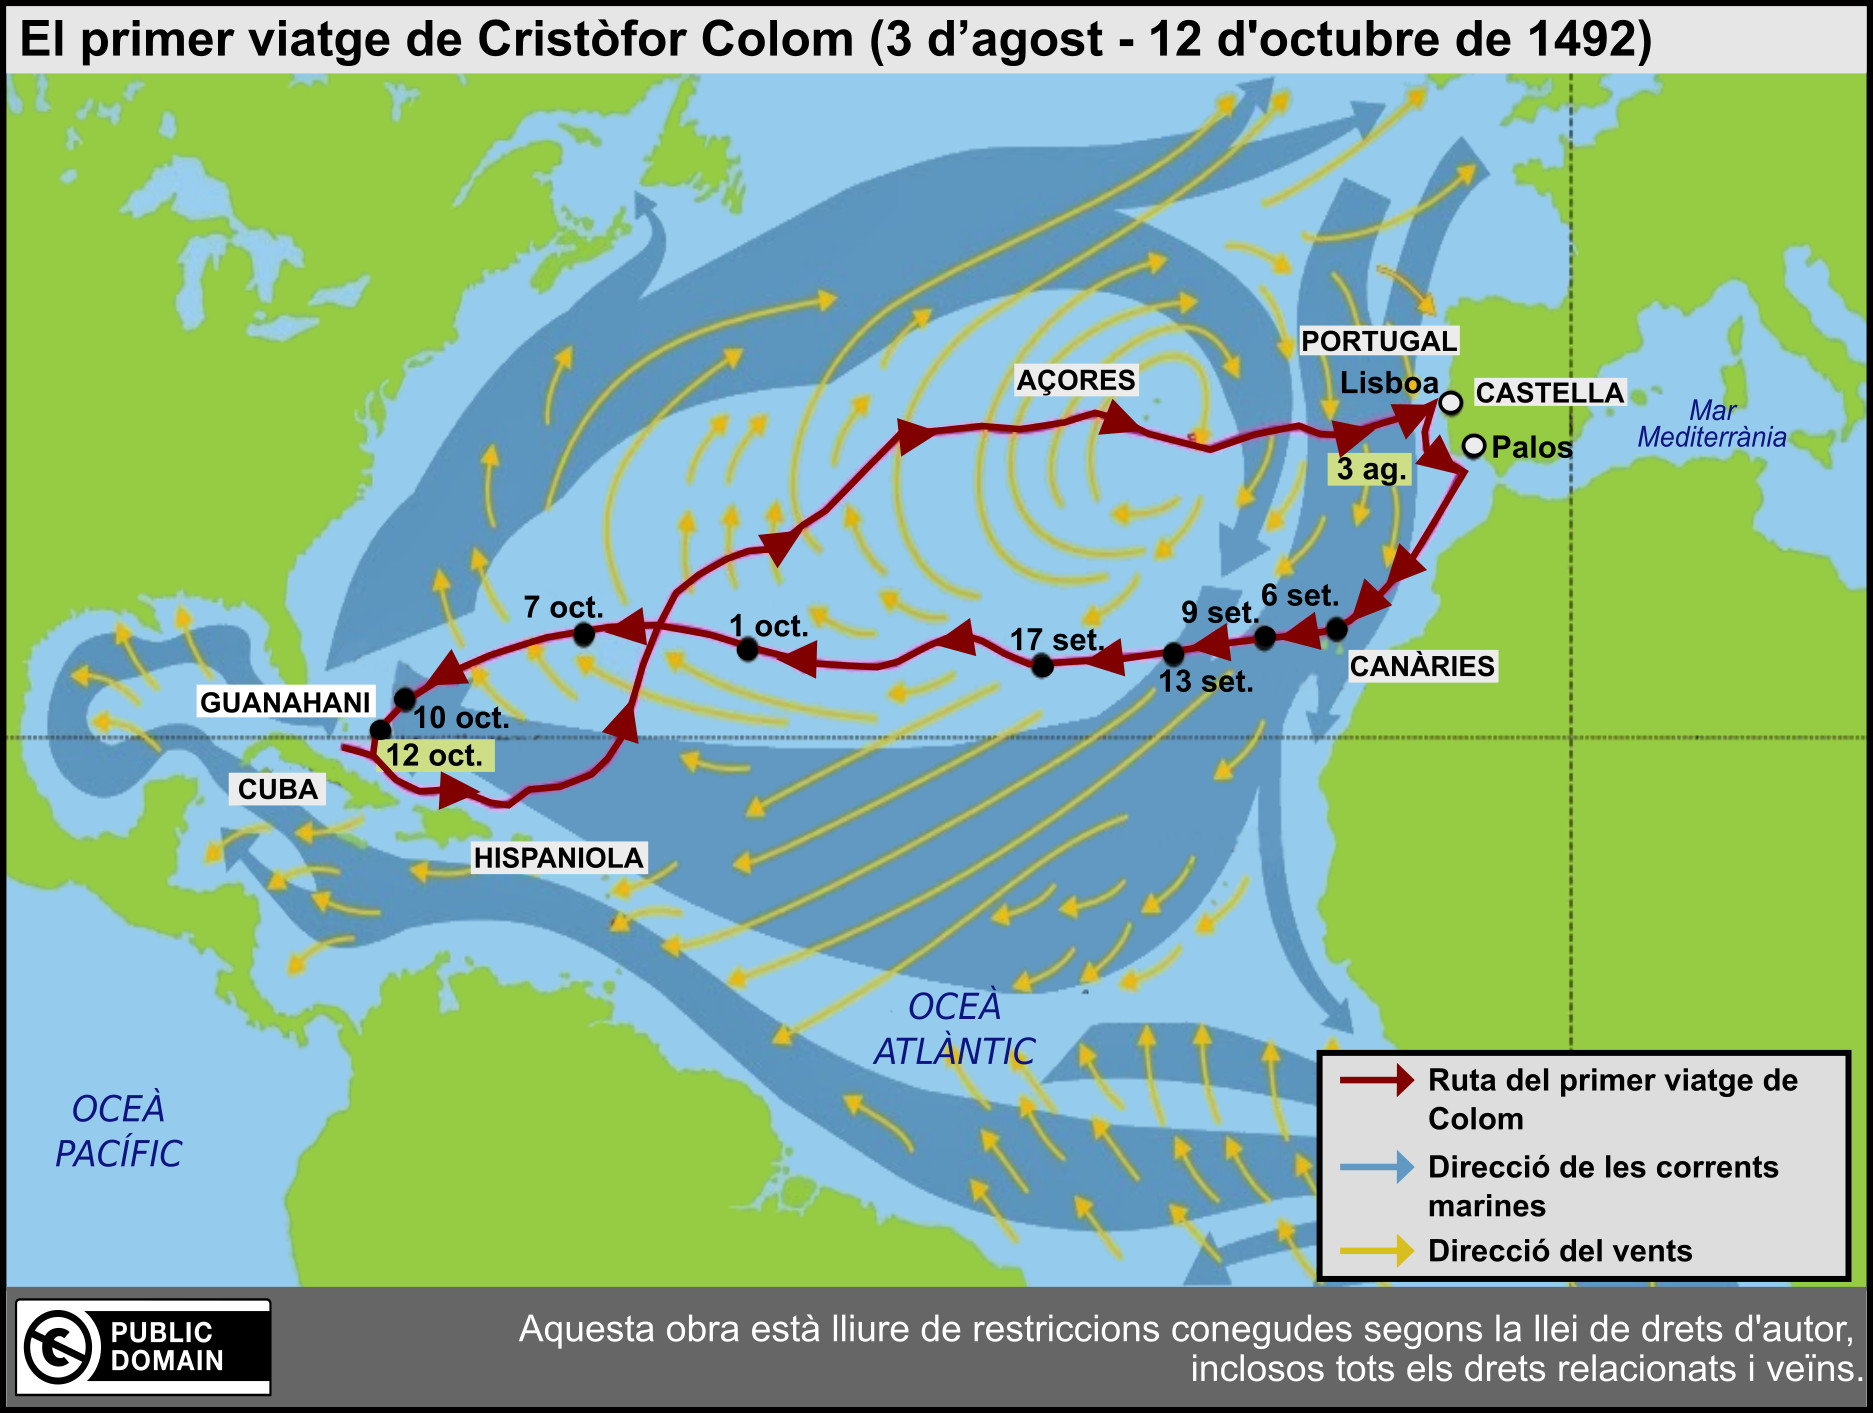 El primer viatge de Cristòfor Colom (3 d’agost - 12 d'octubre de 1492)
PORTUGAL
AÇORES
Lisboa
CASTELLA
Mar
Mediterrània
Palos
3 ag.
7 oct.
1 oct.
17 set.
9 set.
6 set.
13 set.
CANÀRIES
GUANAHANI
10 oct.
12 oct.
CUBA
HISPANIOLA
OCEÀ
ATLÀNTIC
OCEÀ
PACÍFIC
Ruta del primer viatge de
Colom
Direcció de les corrents
marines
Direcció del vents
PUBLIC
DOMAIN
Aquesta obra està lliure de restriccions conegudes segons la llei de drets d'autor,
inclosos tots els drets relacionats i veïns.